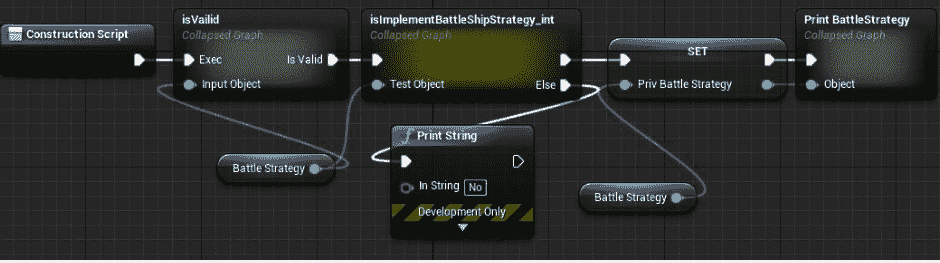 Construction Script
isVailid
Collapsed Graph
Exec
Is Valid
Input Object
isImplementBattleShipStrategy_int
Collapsed Graph
Test Object
Else
SET
Priv Battle Strategy
Print BattleStrategy
Collapsed Graph
Object
Battle Strategy
Print String
In String No
Development Only
Battle Strategy